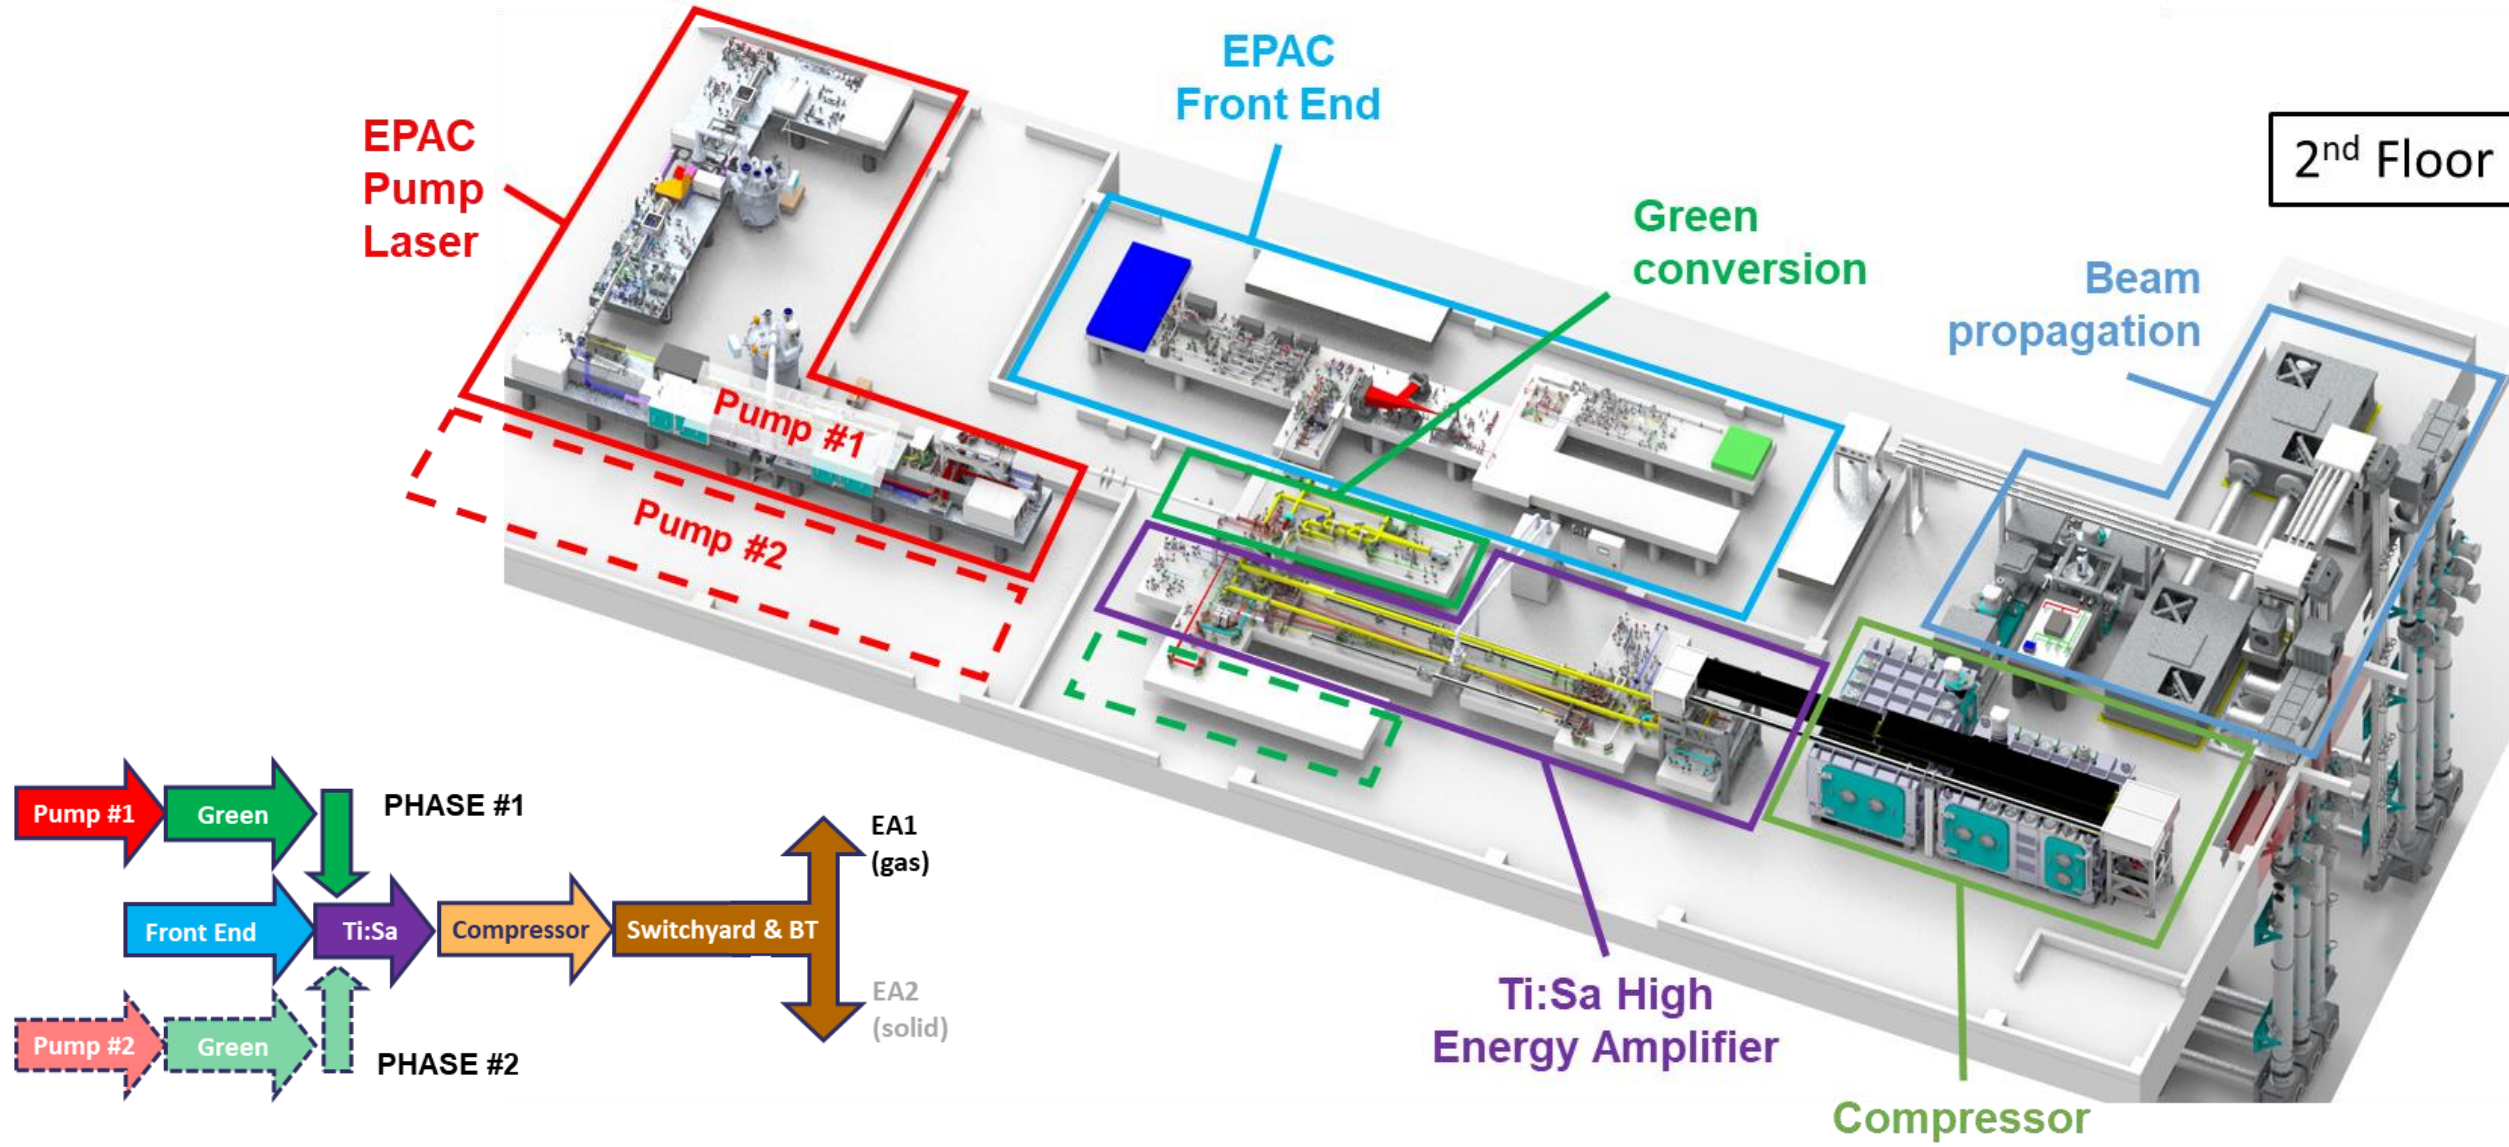 EPAC
Front End
2nd Floor
EPAC
Pump
Laser
Green
conversion
Beam
propagation
Pump #1
Pump #2
Pump #1
Green
PHASE #1
EA1
(gas)
Front End
Ti:Sa
Compressor
Switchyard & BT
EA2
(solid)
Pump #2
Green
PHASE #2
Ti:Sa High
Energy Amplifier
Compressor